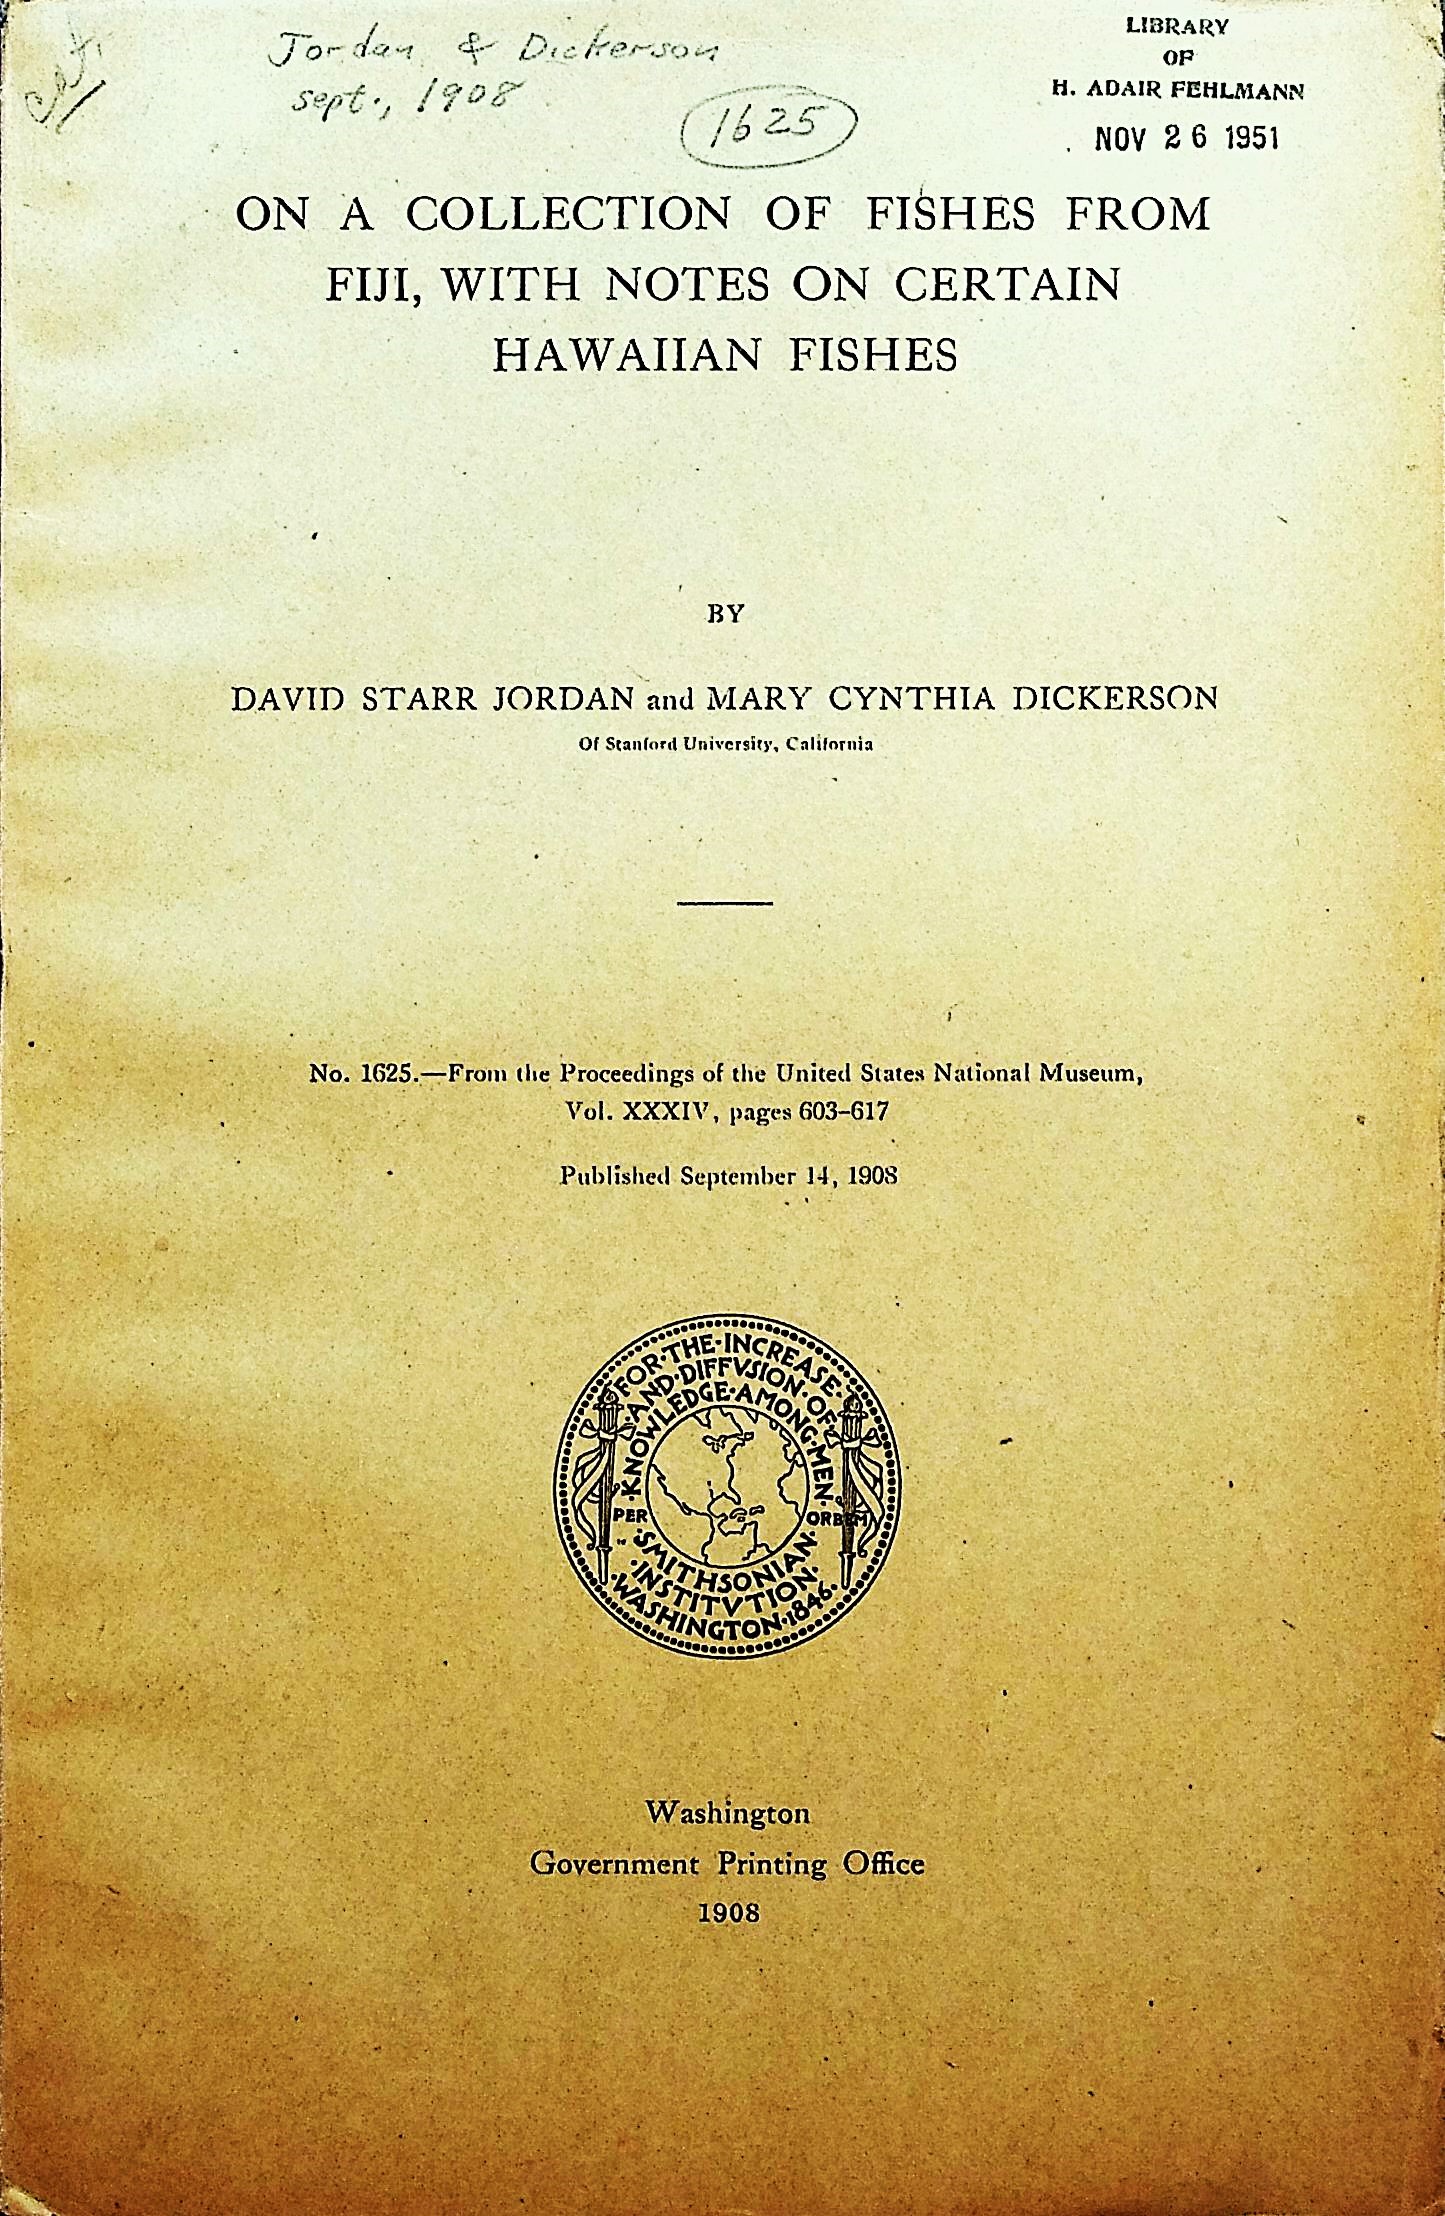 Jordan & Dickerson
sept., 1908
1625
LIBRARY
OF
H. ADAIR FEHLMANN
NOV 26 1951
ON A COLLECTION OF FISHES FROM
FIJI, WITH NOTES ON CERTAIN
HAWAIIAN FISHES
BY
DAVID STARR JORDAN and MARY CYNTHIA DICKERSON
Of Stanford University, California
No. 1625.—From the Proceedings of the United States National Museum,
Vol. XXXIV, pages 603–617
Published September 14, 1908
FOR·THE·INCREASE·
AND·DIFFVSION·OF·
KNOWLEDGE·AMONG·MEN·
PER ORBEM
·SMITHSONIAN·
·INSTITVTION·
·WASHINGTON·1846·
Washington
Government Printing Office
1908